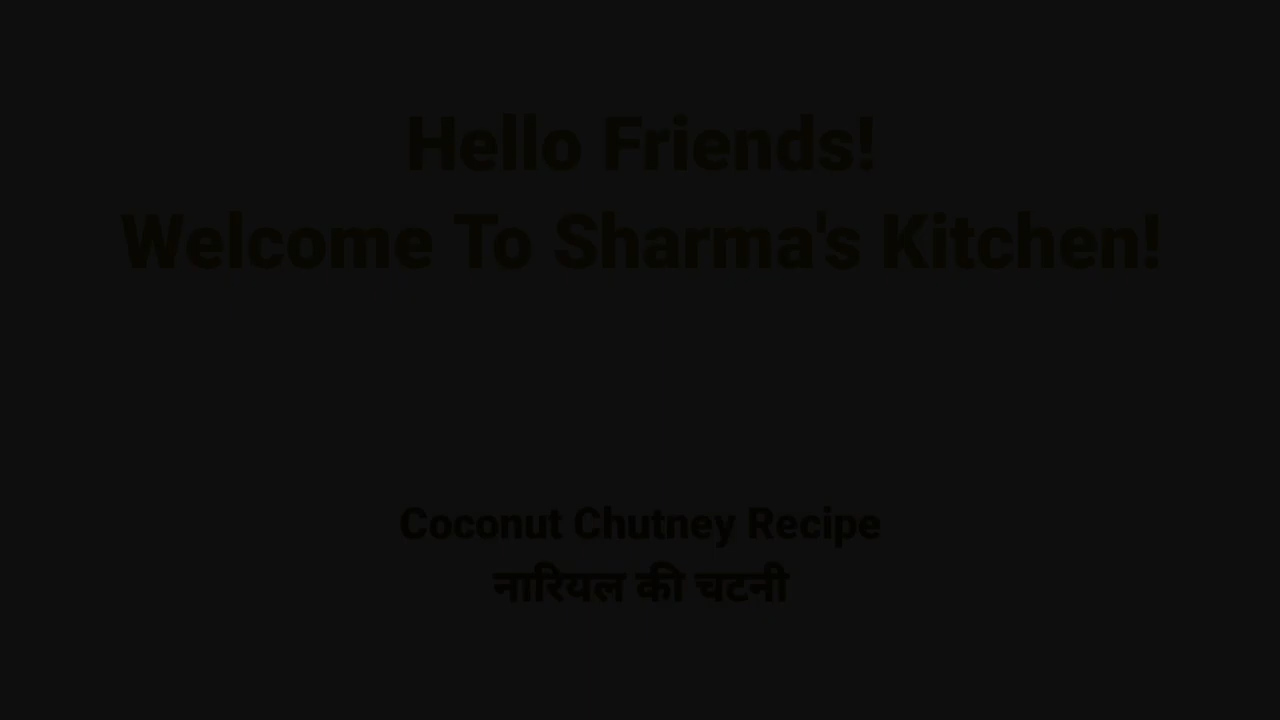 Hello Friends!
Welcome To Sharma's Kitchen!
Coconut Chutney Recipe
नारियल की चटनी